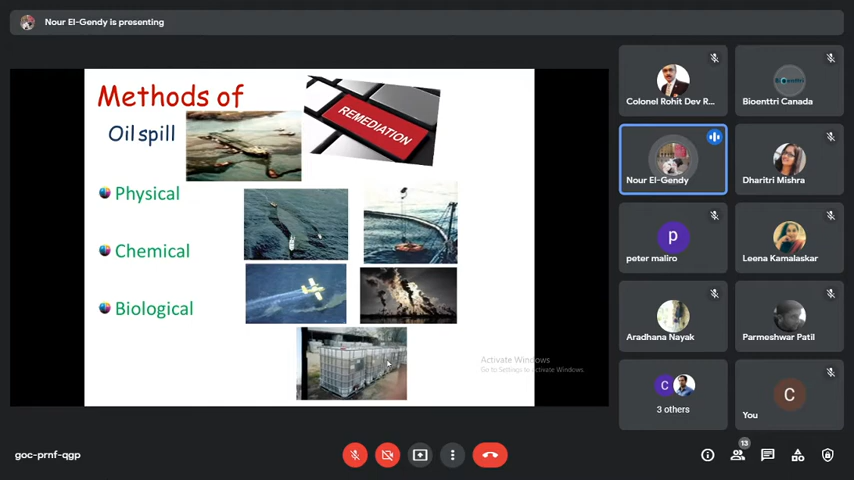 Nour El-Gendy is presenting
Methods of
REMEDIATION
Oil spill
Physical
Chemical
Biological
Activate Windows
Go to Settings to activate Windows.
Colonel Rohit Dev R...
Bioenttri Canada
Bioenttri
Nour El-Gendy
Dharitri Mishra
p
peter maliro
Leena Kamalaskar
Aradhana Nayak
Parmeshwar Patil
C
3 others
C
You
goc-prnf-qgp
13